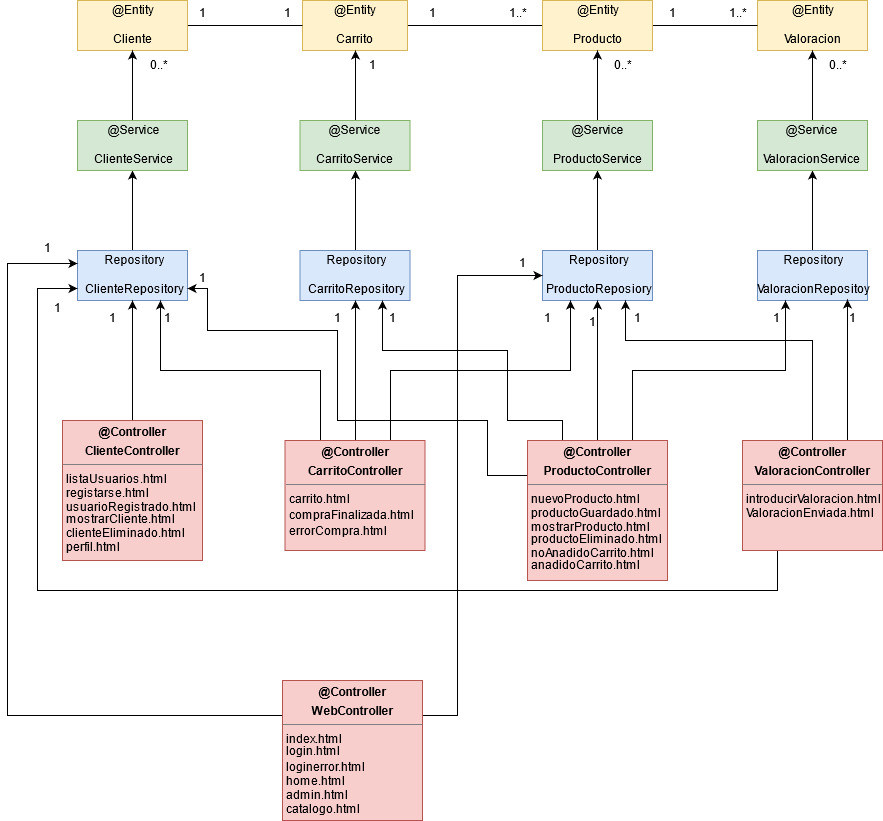 @Entity
Cliente
1
1
@Entity
Carrito
1
1..*
@Entity
Producto
1
1..*
@Entity
Valoracion
0..*
1
0..*
0..*
@Service
ClienteService
@Service
CarritoService
@Service
ProductoService
@Service
ValoracionService
1
Repository
ClienteRepository
1
Repository
CarritoRepository
1
Repository
ProductoRepsiory
Repository
ValoracionRepositoy
1
1
1
1
1
1
1
1
1
1
@Controller
ClienteController
listaUsuarios.html
registarse.html
usuarioRegistrado.html
mostrarCliente.html
clienteEliminado.html
perfil.html
@Controller
CarritoController
carrito.html
compraFinalizada.html
errorCompra.html
@Controller
ProductoController
nuevoProducto.html
productoGuardado.html
mostrarProducto.html
productoEliminado.html
noAnadidoCarrito.html
anadidoCarrito.html
@Controller
ValoracionController
introducirValoracion.html
ValoracionEnviada.html
@Controller
WebController
index.html
login.html
loginerror.html
home.html
admin.html
catalogo.html